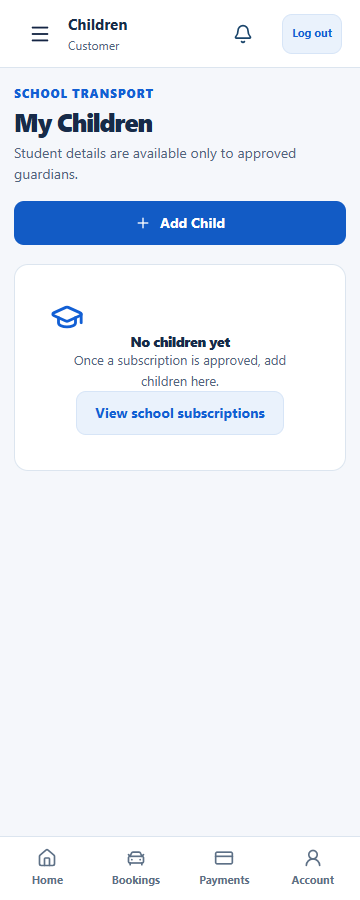 Children
Customer
Log out
SCHOOL TRANSPORT
My Children
Student details are available only to approved
guardians.
Add Child
No children yet
Once a subscription is approved, add
children here.
View school subscriptions
Home
Bookings
Payments
Account